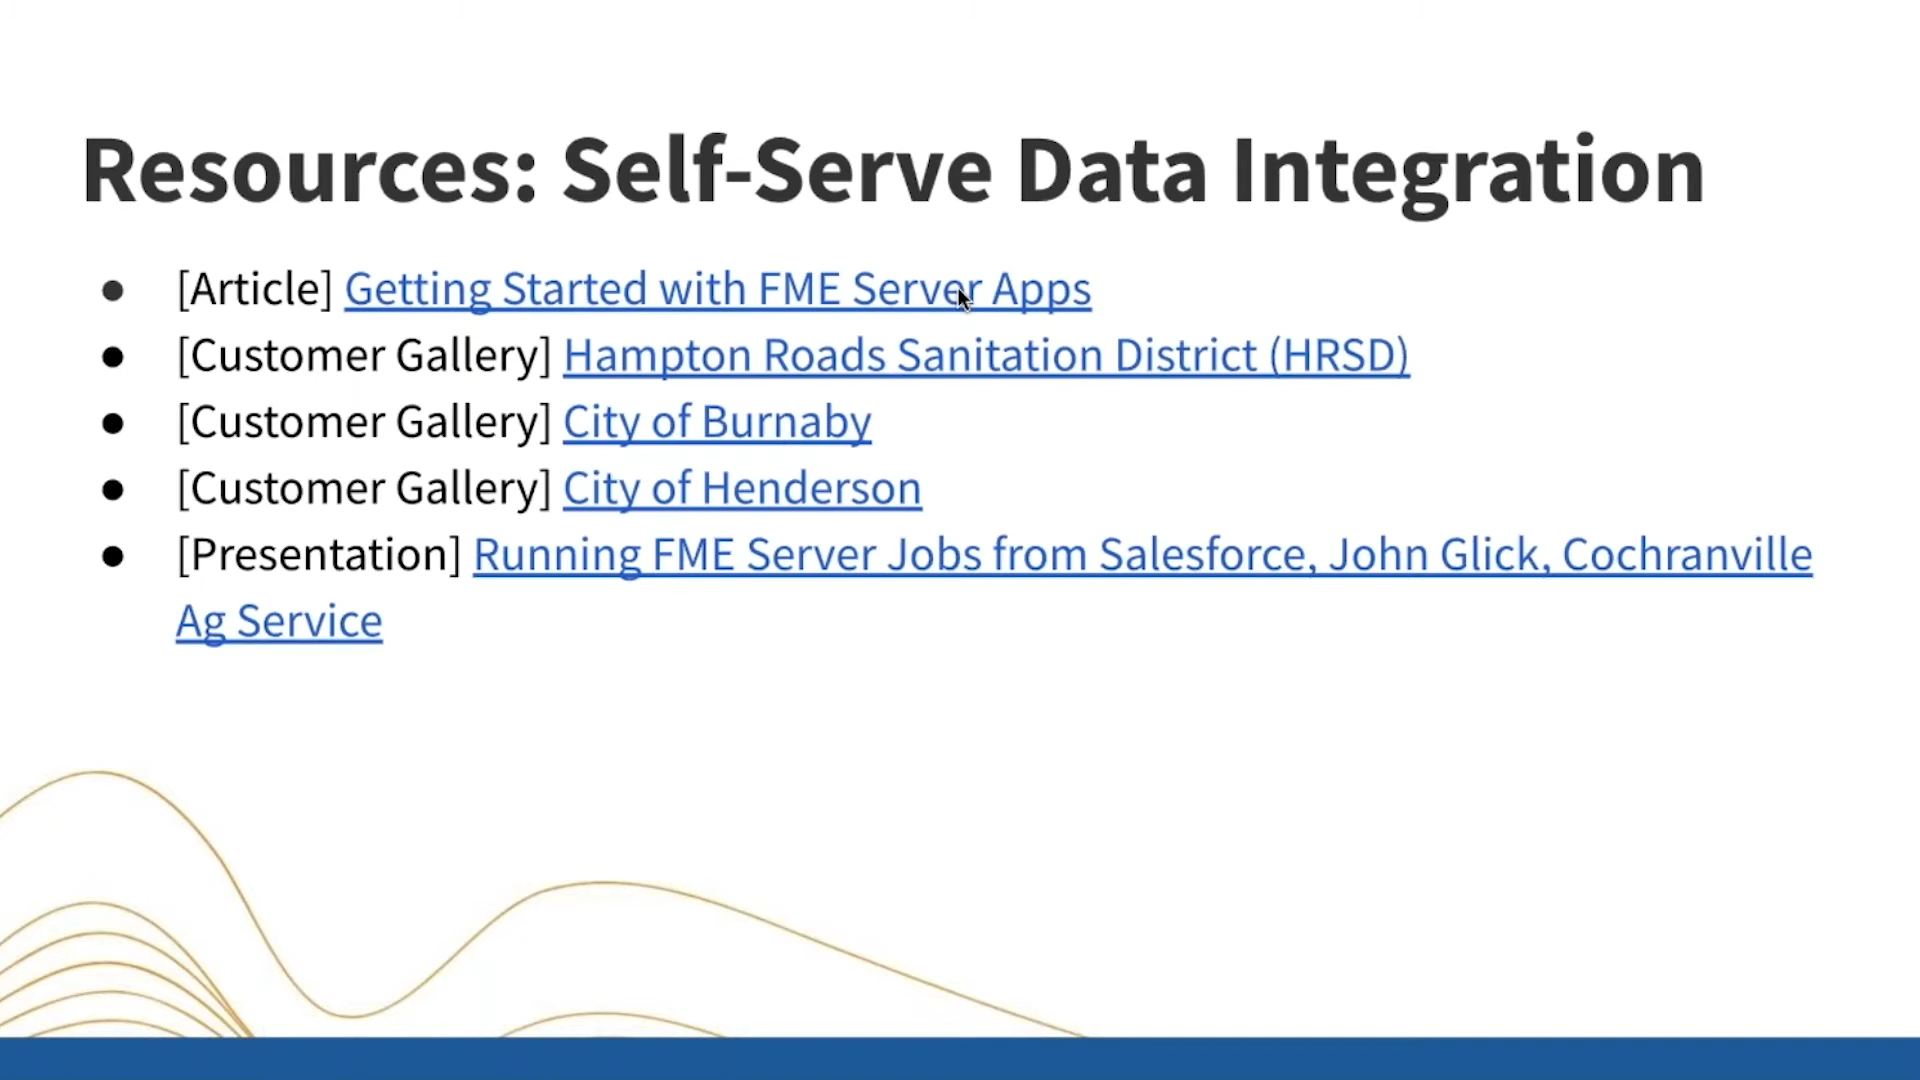 Resources: Self-Serve Data Integration
● [Article] Getting Started with FME Server Apps
● [Customer Gallery] Hampton Roads Sanitation District (HRSD)
● [Customer Gallery] City of Burnaby
● [Customer Gallery] City of Henderson
● [Presentation] Running FME Server Jobs from Salesforce, John Glick, Cochranville
Ag Service